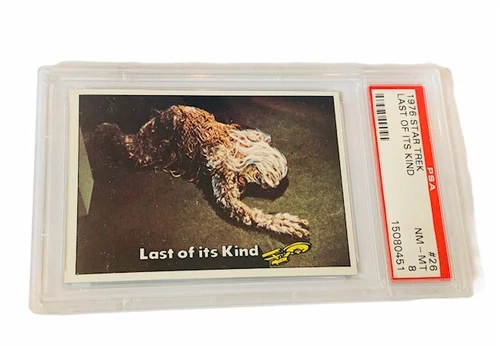 Last of its Kind
1976 STAR TREK #26
LAST OF ITS KIND NM-MT 8
PSA 15080451